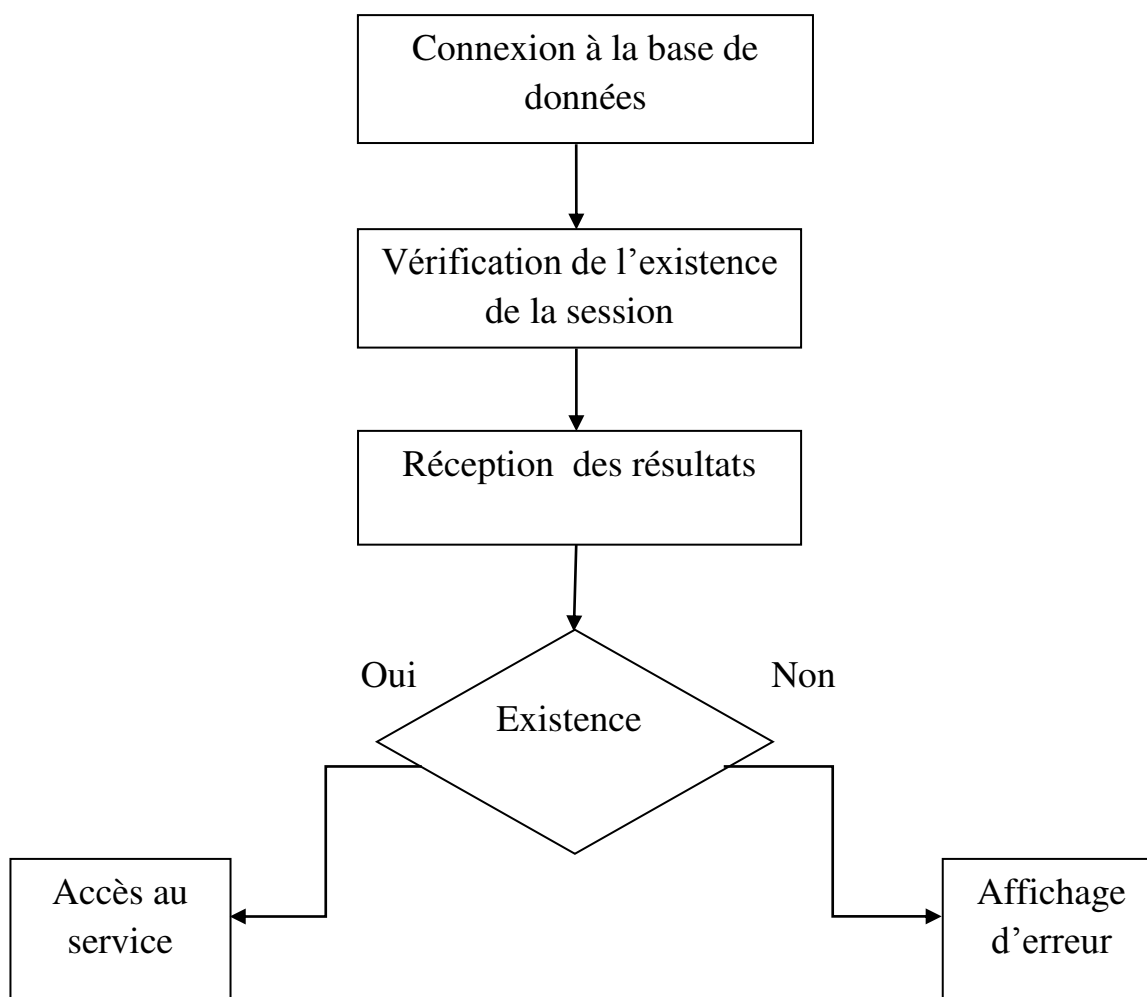 Connexion à la base de
données
Vérification de l’existence
de la session
Réception des résultats
Oui
Non
Existence
Accès au
service
Affichage
d’erreur